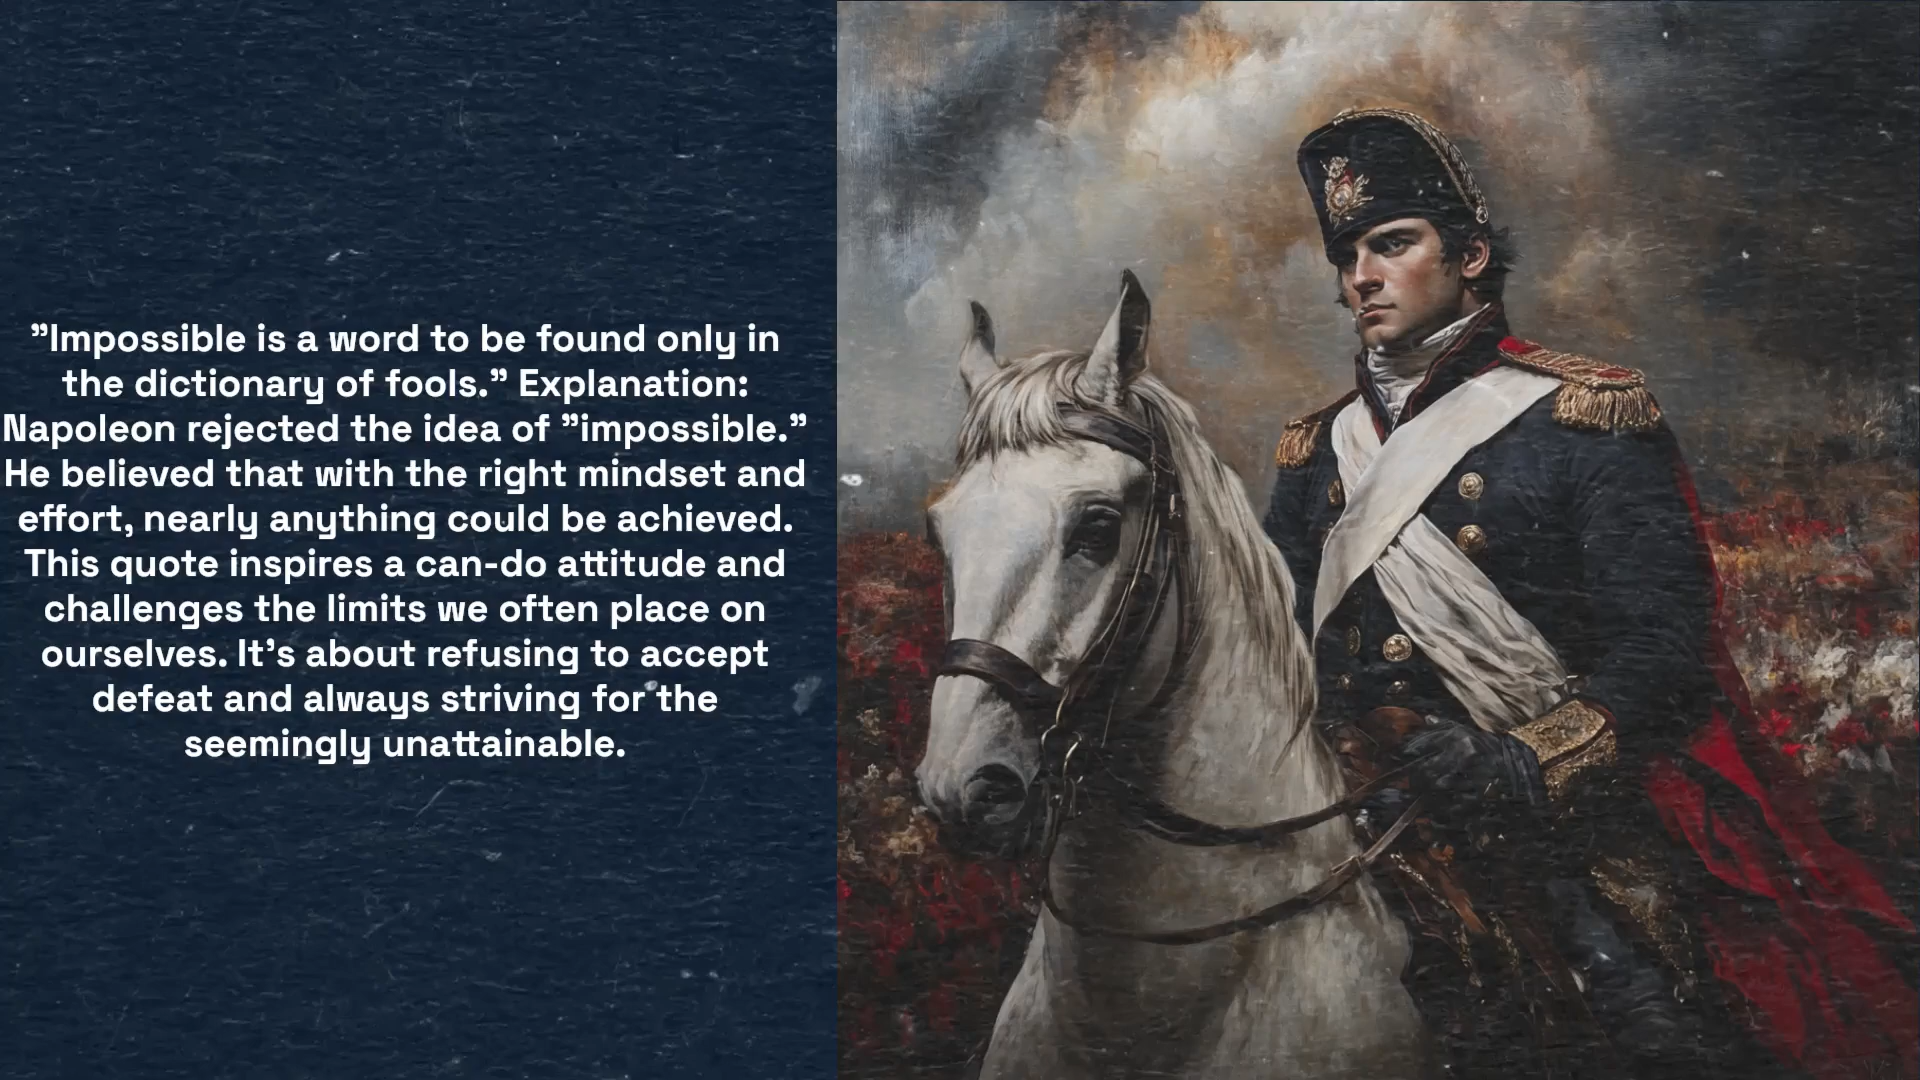 ”Impossible is a word to be found only in
the dictionary of fools.” Explanation:
Napoleon rejected the idea of ”impossible.”
He believed that with the right mindset and
effort, nearly anything could be achieved.
This quote inspires a can-do attitude and
challenges the limits we often place on
ourselves. It’s about refusing to accept
defeat and always striving for the
seemingly unattainable.